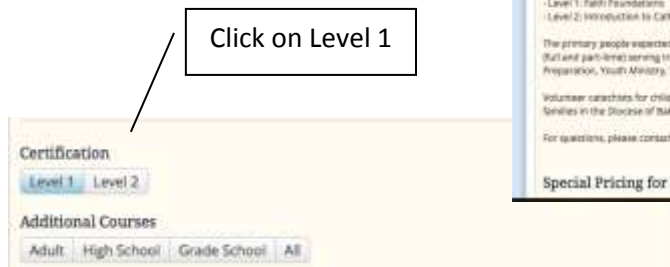 Click on Level 1
- Level 1: Faith Foundations
- Level 2: Introduction to
The primary people expected
(full and part-time) serving in
Preparation, Youth Ministry,
Volunteer catechists for
families in the Diocese of
For questions, please contact
Special Pricing for
Certification
Level 1 Level 2
Additional Courses
Adult High School Grade School All